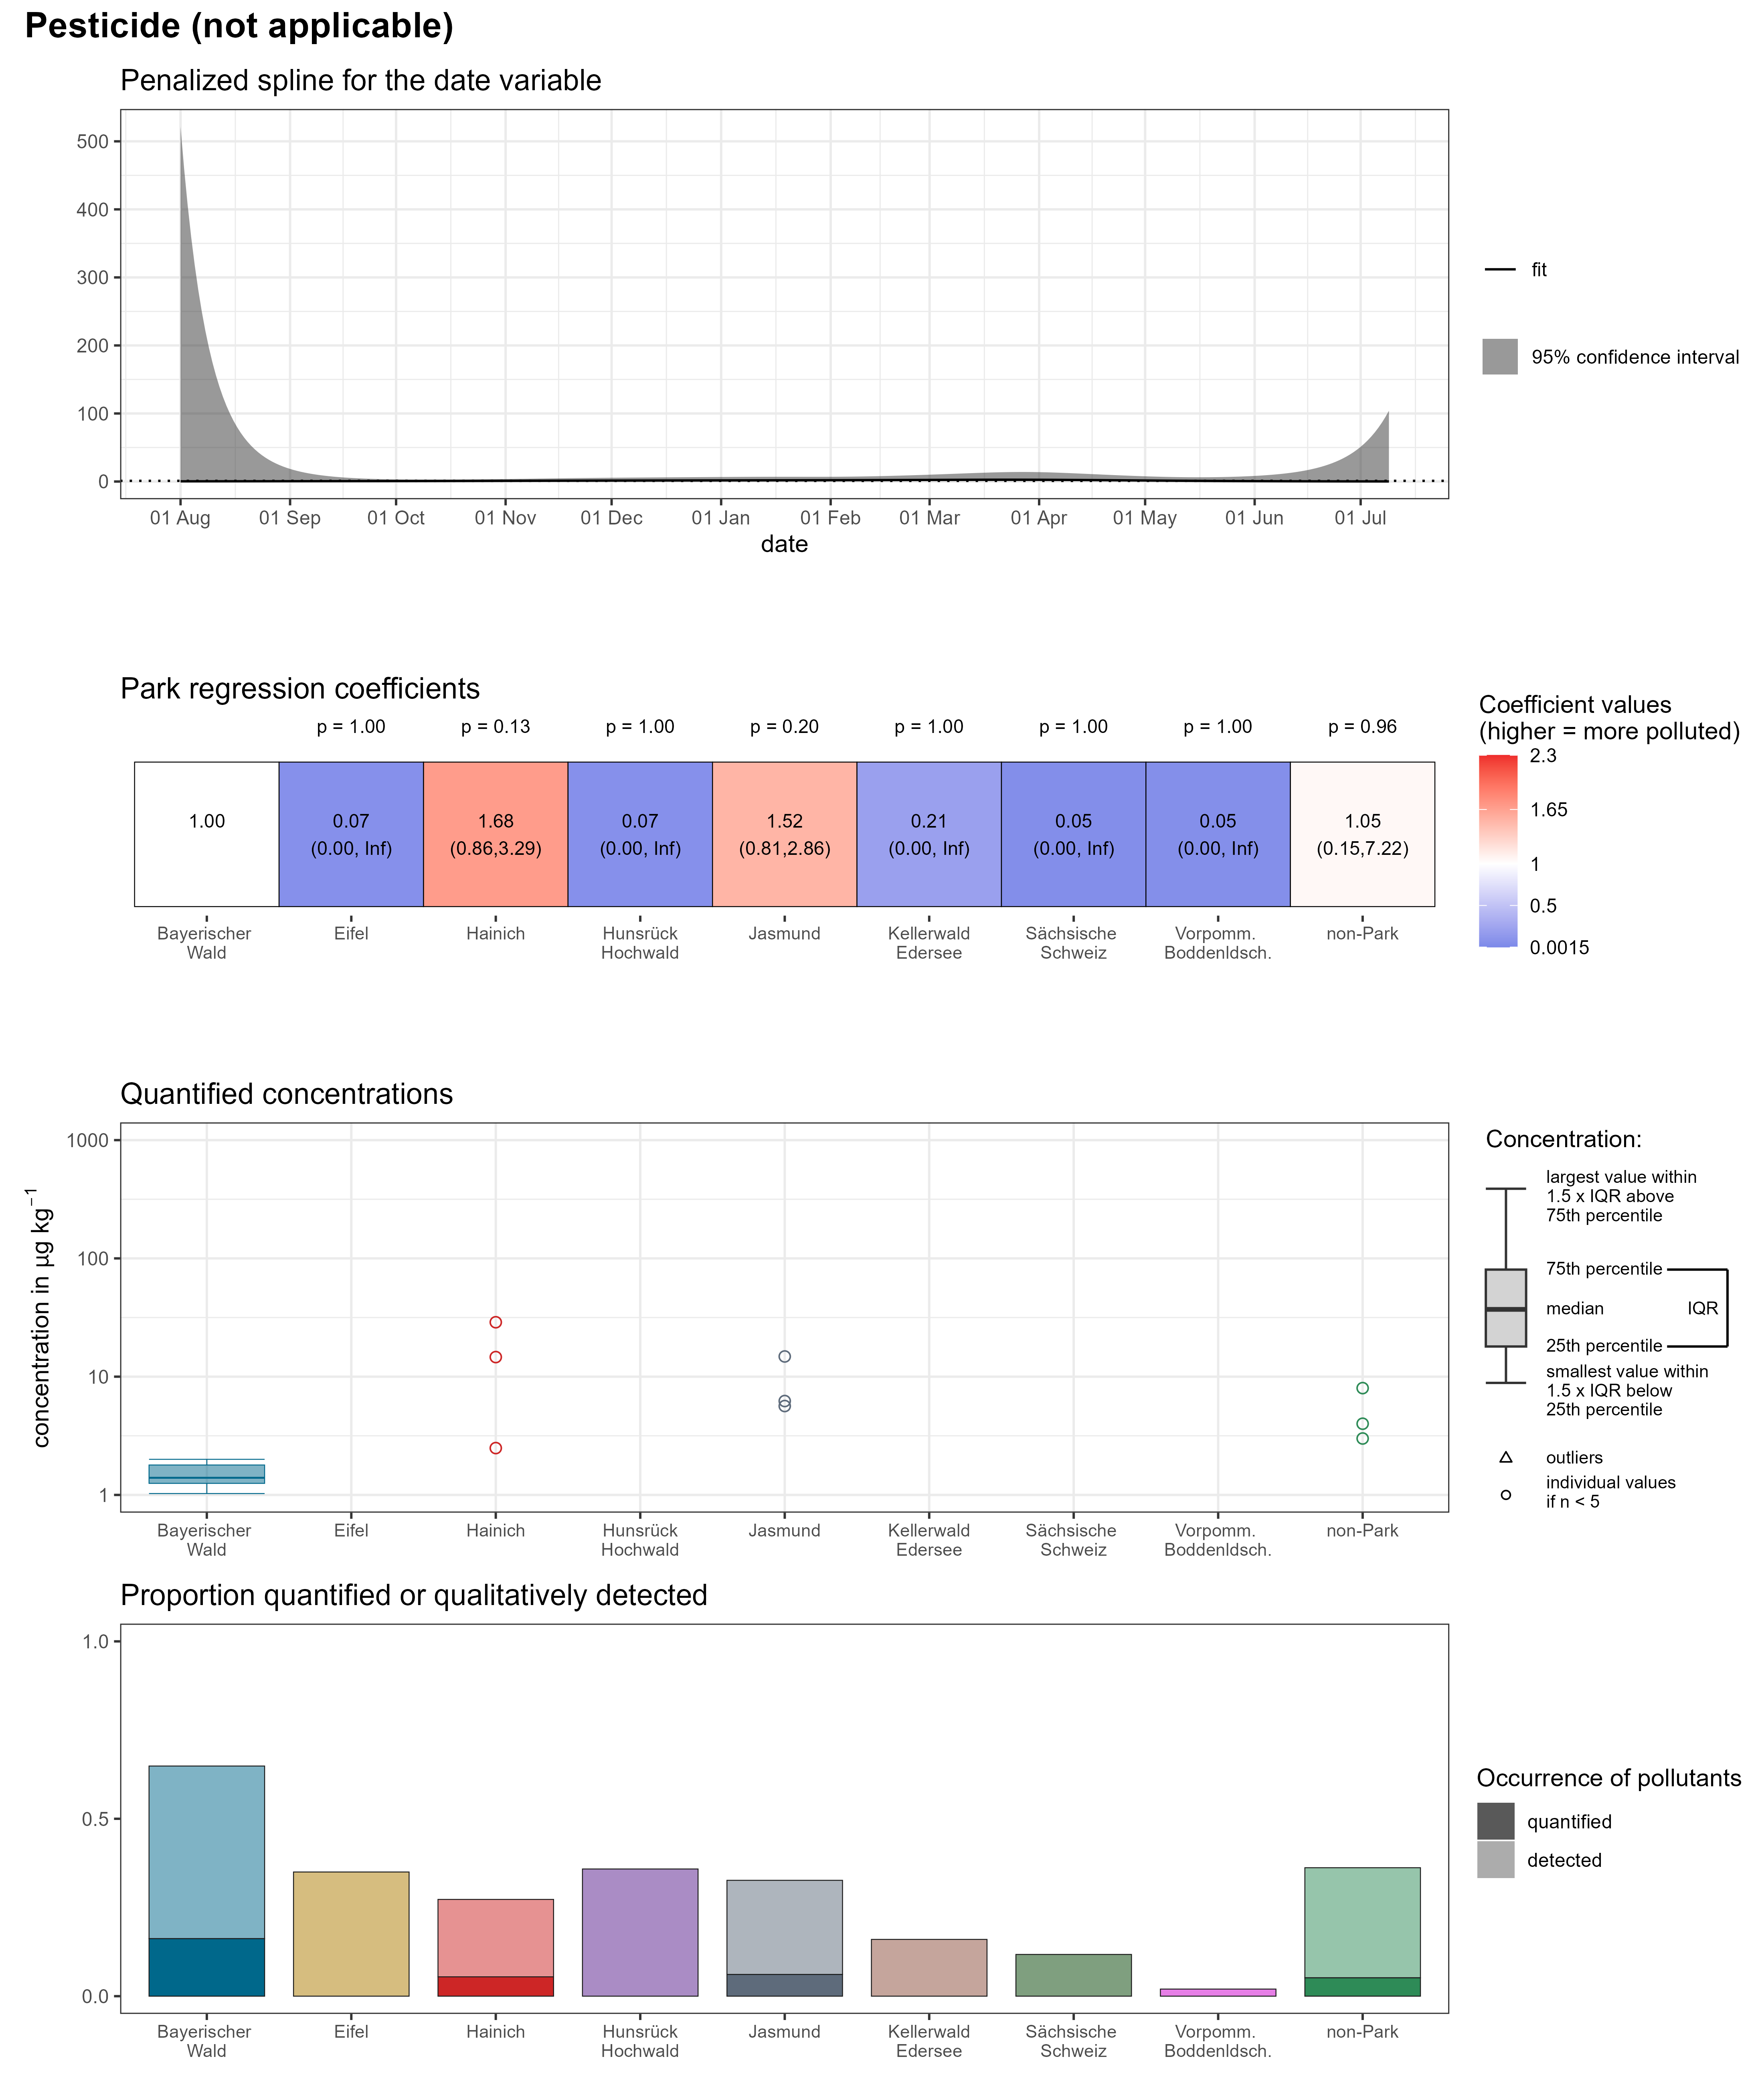 Pesticide (not applicable)
Penalized spline for the date variable
500
400
300
200
100
0
01 Aug 01 Sep 01 Oct 01 Nov 01 Dec 01 Jan 01 Feb 01 Mar 01 Apr 01 May 01 Jun 01 Jul
date
fit
95% confidence interval
Park regression coefficients
p = 1.00 p = 0.13 p = 1.00 p = 0.20 p = 1.00 p = 1.00 p = 1.00 p = 0.96
1.00 0.07 1.68 0.07 1.52 0.21 0.05 0.05 1.05
(0.00, Inf) (0.86,3.29) (0.00, Inf) (0.81,2.86) (0.00, Inf) (0.00, Inf) (0.00, Inf) (0.15,7.22)
Bayerischer Eifel Hainich Hunsrück Jasmund Kellerwald Sächsische Vorpomm. non-Park
Wald Hochwald Edersee Schweiz Boddenldsch.
Coefficient values
(higher = more polluted)
2.3
1.65
1
0.5
0.0015
Quantified concentrations
concentration in µg kg⁻¹
1000
100
10
1
Bayerischer Eifel Hainich Hunsrück Jasmund Kellerwald Sächsische Vorpomm. non-Park
Wald Hochwald Edersee Schweiz Boddenldsch.
Concentration:
largest value within
1.5 x IQR above
75th percentile
75th percentile
median IQR
25th percentile
smallest value within
1.5 x IQR below
25th percentile
outliers
individual values
if n < 5
Proportion quantified or qualitatively detected
1.0
0.5
0.0
Bayerischer Eifel Hainich Hunsrück Jasmund Kellerwald Sächsische Vorpomm. non-Park
Wald Hochwald Edersee Schweiz Boddenldsch.
Occurrence of pollutants
quantified
detected